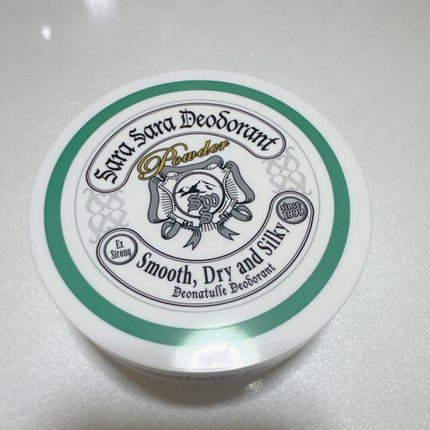 Sara Sara Deodorant
Powder
since
1999
Ex
Strong
Smooth, Dry and Silky
Deonatulle Deodorant